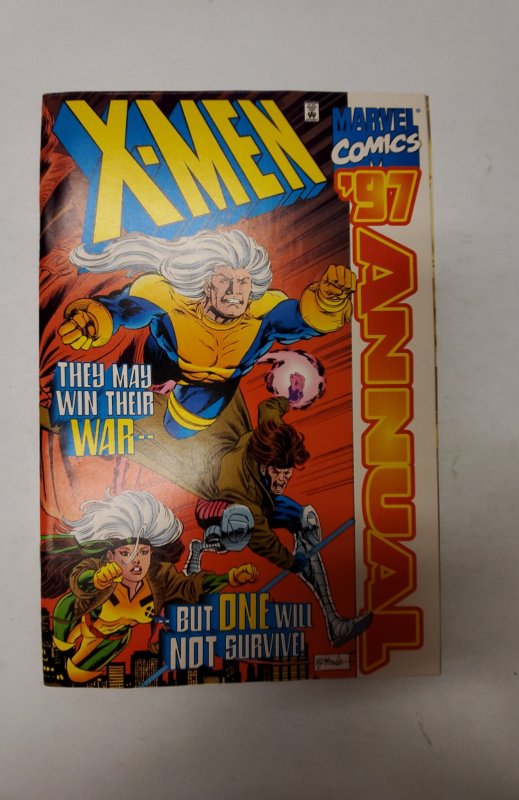 X-MEN
MARVEL
COMICS
'97 ANNUAL
THEY MAY
WIN THEIR
WAR--
--BUT ONE WILL
NOT SURVIVE!